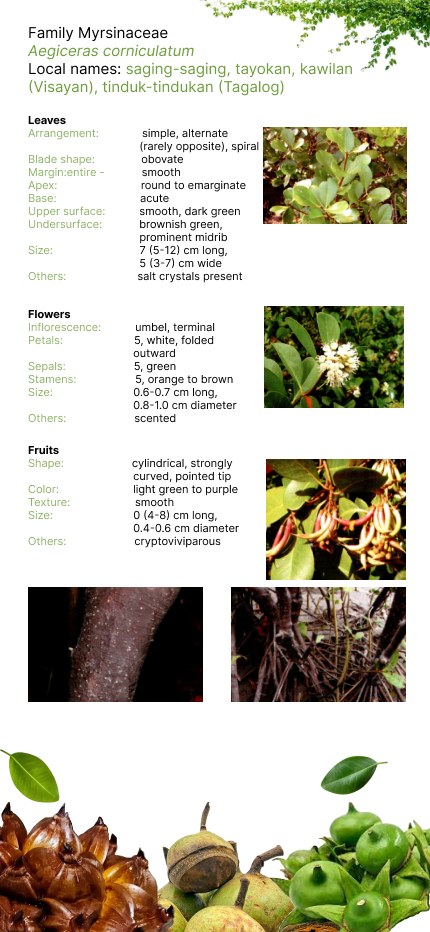 Family Myrsinaceae
Aegiceras corniculatum
Local names: saging-saging, tayokan, kawilan
(Visayan), tinduk-tindukan (Tagalog)
Leaves
Arrangement: simple, alternate
(rarely opposite), spiral
Blade shape: obovate
Margin:entire - smooth
Apex: round to emarginate
Base: acute
Upper surface: smooth, dark green
Undersurface: brownish green,
prominent midrib
Size: 7 (5-12) cm long,
5 (3-7) cm wide
Others: salt crystals present
Flowers
Inflorescence: umbel, terminal
Petals: 5, white, folded
outward
Sepals: 5, green
Stamens: 5, orange to brown
Size: 0.6-0.7 cm long,
0.8-1.0 cm diameter
Others: scented
Fruits
Shape: cylindrical, strongly
curved, pointed tip
Color: light green to purple
Texture: smooth
Size: 0 (4-8) cm long,
0.4-0.6 cm diameter
Others: cryptoviviparous